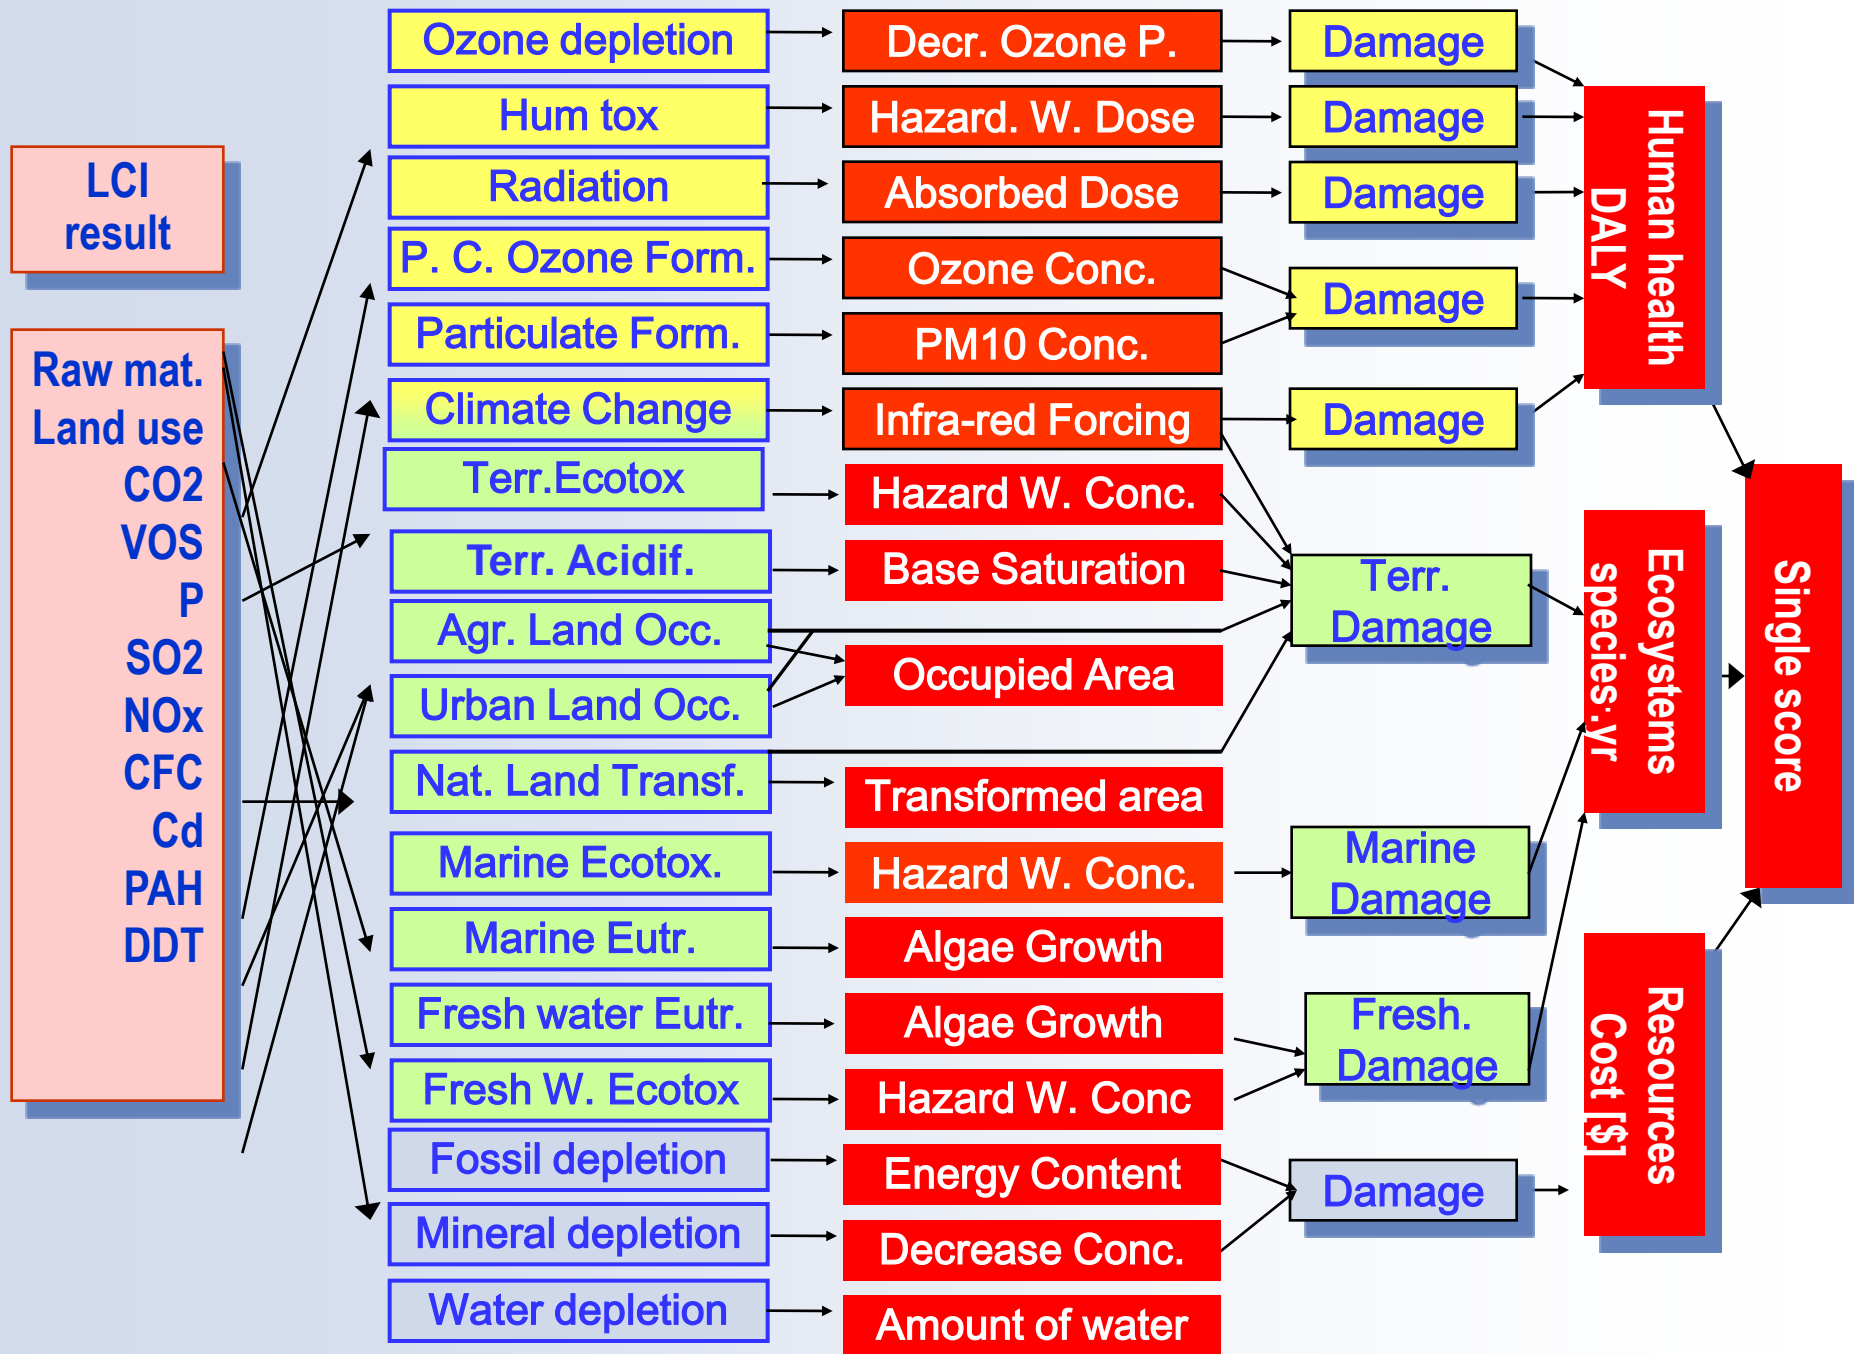 LCI
result
Raw mat.
Land use
CO2
VOS
P
SO2
NOx
CFC
Cd
PAH
DDT
Ozone depletion
Hum tox
Radiation
P. C. Ozone Form.
Particulate Form.
Climate Change
Terr.Ecotox
Terr. Acidif.
Agr. Land Occ.
Urban Land Occ.
Nat. Land Transf.
Marine Ecotox.
Marine Eutr.
Fresh water Eutr.
Fresh W. Ecotox
Fossil depletion
Mineral depletion
Water depletion
Decr. Ozone P.
Hazard. W. Dose
Absorbed Dose
Ozone Conc.
PM10 Conc.
Infra-red Forcing
Hazard W. Conc.
Base Saturation
Occupied Area
Transformed area
Hazard W. Conc.
Algae Growth
Algae Growth
Hazard W. Conc
Energy Content
Decrease Conc.
Amount of water
Damage
Damage
Damage
Damage
Damage
Terr.
Damage
Marine
Damage
Fresh.
Damage
Damage
Human health
DALY
Ecosystems
species.yr
Resources
Cost [$]
Single score